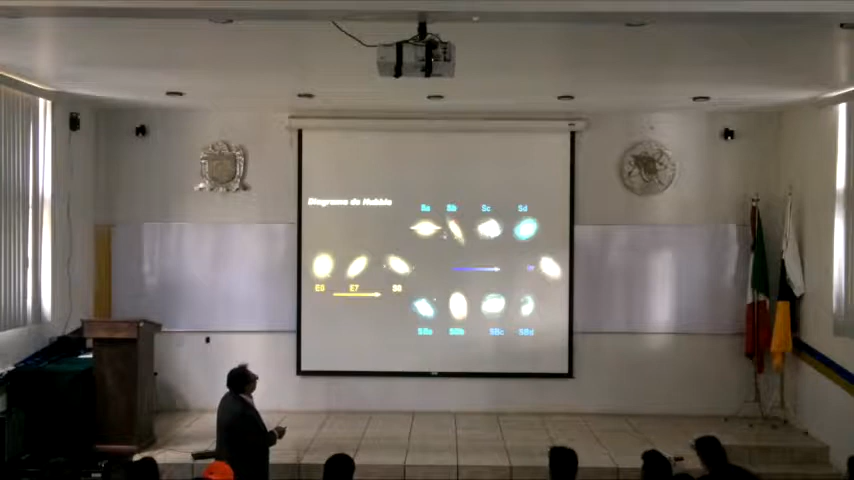 Diagrama de Hubble
Sa Sb Sc Sd
E0 E7 S0
SBa SBb SBc SBd